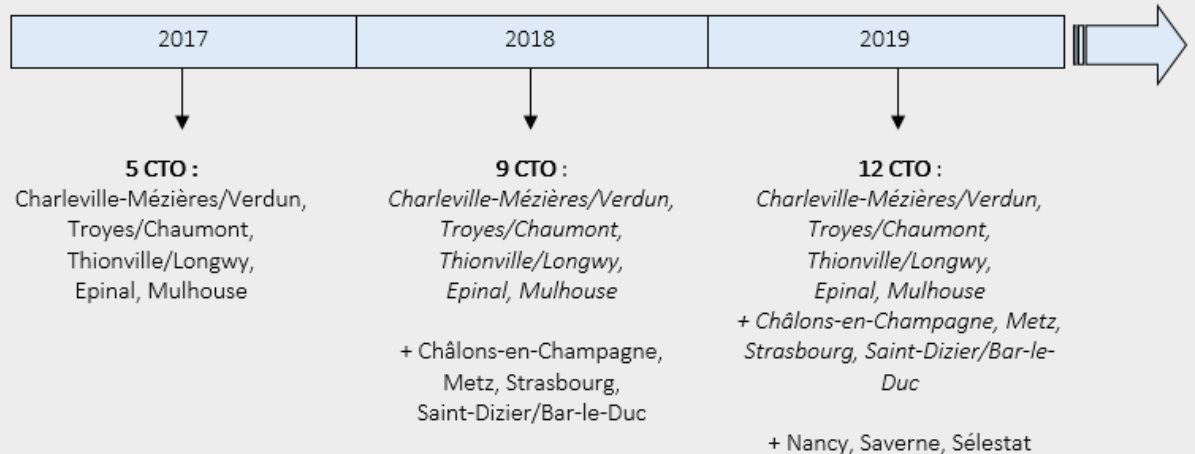 2017
2018
2019
5 CTO :
Charleville-Mézières/Verdun,
Troyes/Chaumont,
Thionville/Longwy,
Epinal, Mulhouse
9 CTO :
Charleville-Mézières/Verdun,
Troyes/Chaumont,
Thionville/Longwy,
Epinal, Mulhouse
+ Châlons-en-Champagne,
Metz, Strasbourg,
Saint-Dizier/Bar-le-Duc
12 CTO :
Charleville-Mézières/Verdun,
Troyes/Chaumont,
Thionville/Longwy,
Epinal, Mulhouse
+ Châlons-en-Champagne, Metz,
Strasbourg, Saint-Dizier/Bar-le-
Duc
+ Nancy, Saverne, Sélestat